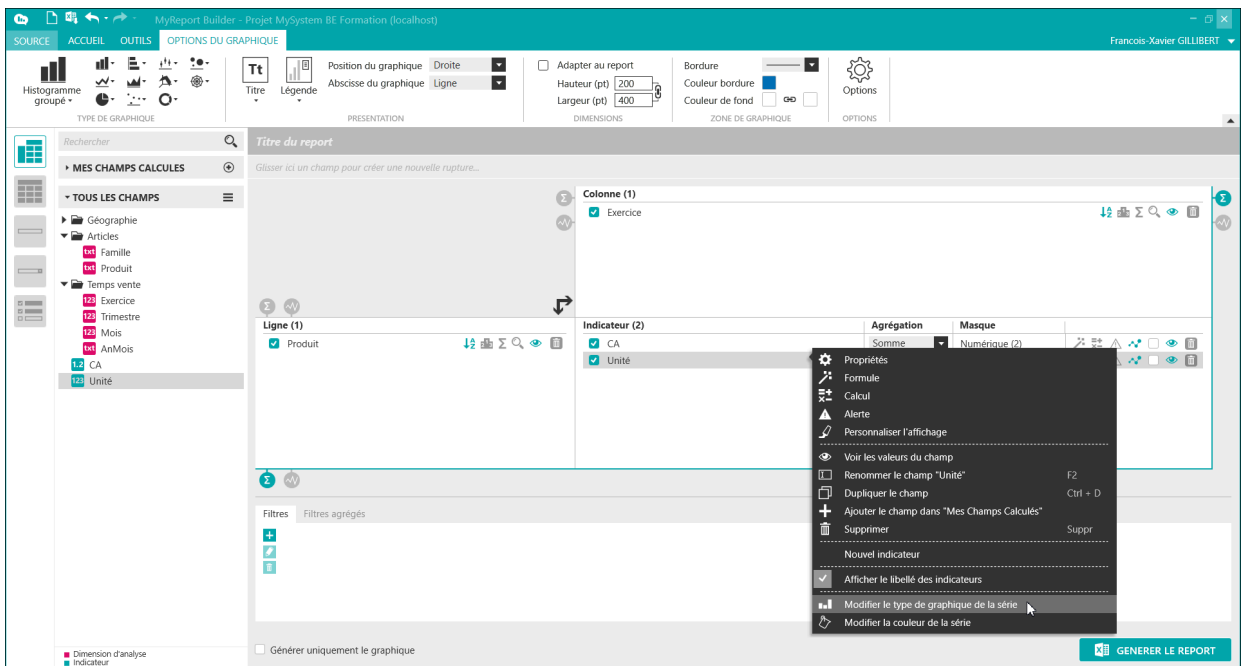 MyReport Builder - Projet MySystem BE Formation (localhost)
SOURCE ACCUEIL OUTILS OPTIONS DU GRAPHIQUE Francois-Xavier GILLIBERT
Histogramme groupé
TYPE DE GRAPHIQUE
Tt
Titre Légende
Position du graphique Droite
Abscisse du graphique Ligne
PRESENTATION
Adapter au report
Hauteur (pt) 200
Largeur (pt) 400
DIMENSIONS
Bordure
Couleur bordure
Couleur de fond
ZONE DE GRAPHIQUE
Options
OPTIONS
Rechercher
MES CHAMPS CALCULES
TOUS LES CHAMPS
Géographie
Articles
txt Famille
txt Produit
Temps vente
123 Exercice
123 Trimestre
123 Mois
txt AnMois
1.2 CA
123 Unité
Dimension d'analyse
Indicateur
Titre du report
Glisser ici un champ pour créer une nouvelle rupture...
Colonne (1)
Exercice
Ligne (1)
Produit
Indicateur (2) Agrégation Masque
CA Somme Numérique (2)
Unité
Propriétés
Formule
Calcul
Alerte
Personnaliser l'affichage
Voir les valeurs du champ
Renommer le champ "Unité" F2
Dupliquer le champ Ctrl + D
Ajouter le champ dans "Mes Champs Calculés"
Supprimer Suppr
Nouvel indicateur
Afficher le libellé des indicateurs
Modifier le type de graphique de la série
Modifier la couleur de la série
Filtres Filtres agrégés
Générer uniquement le graphique
GENERER LE REPORT